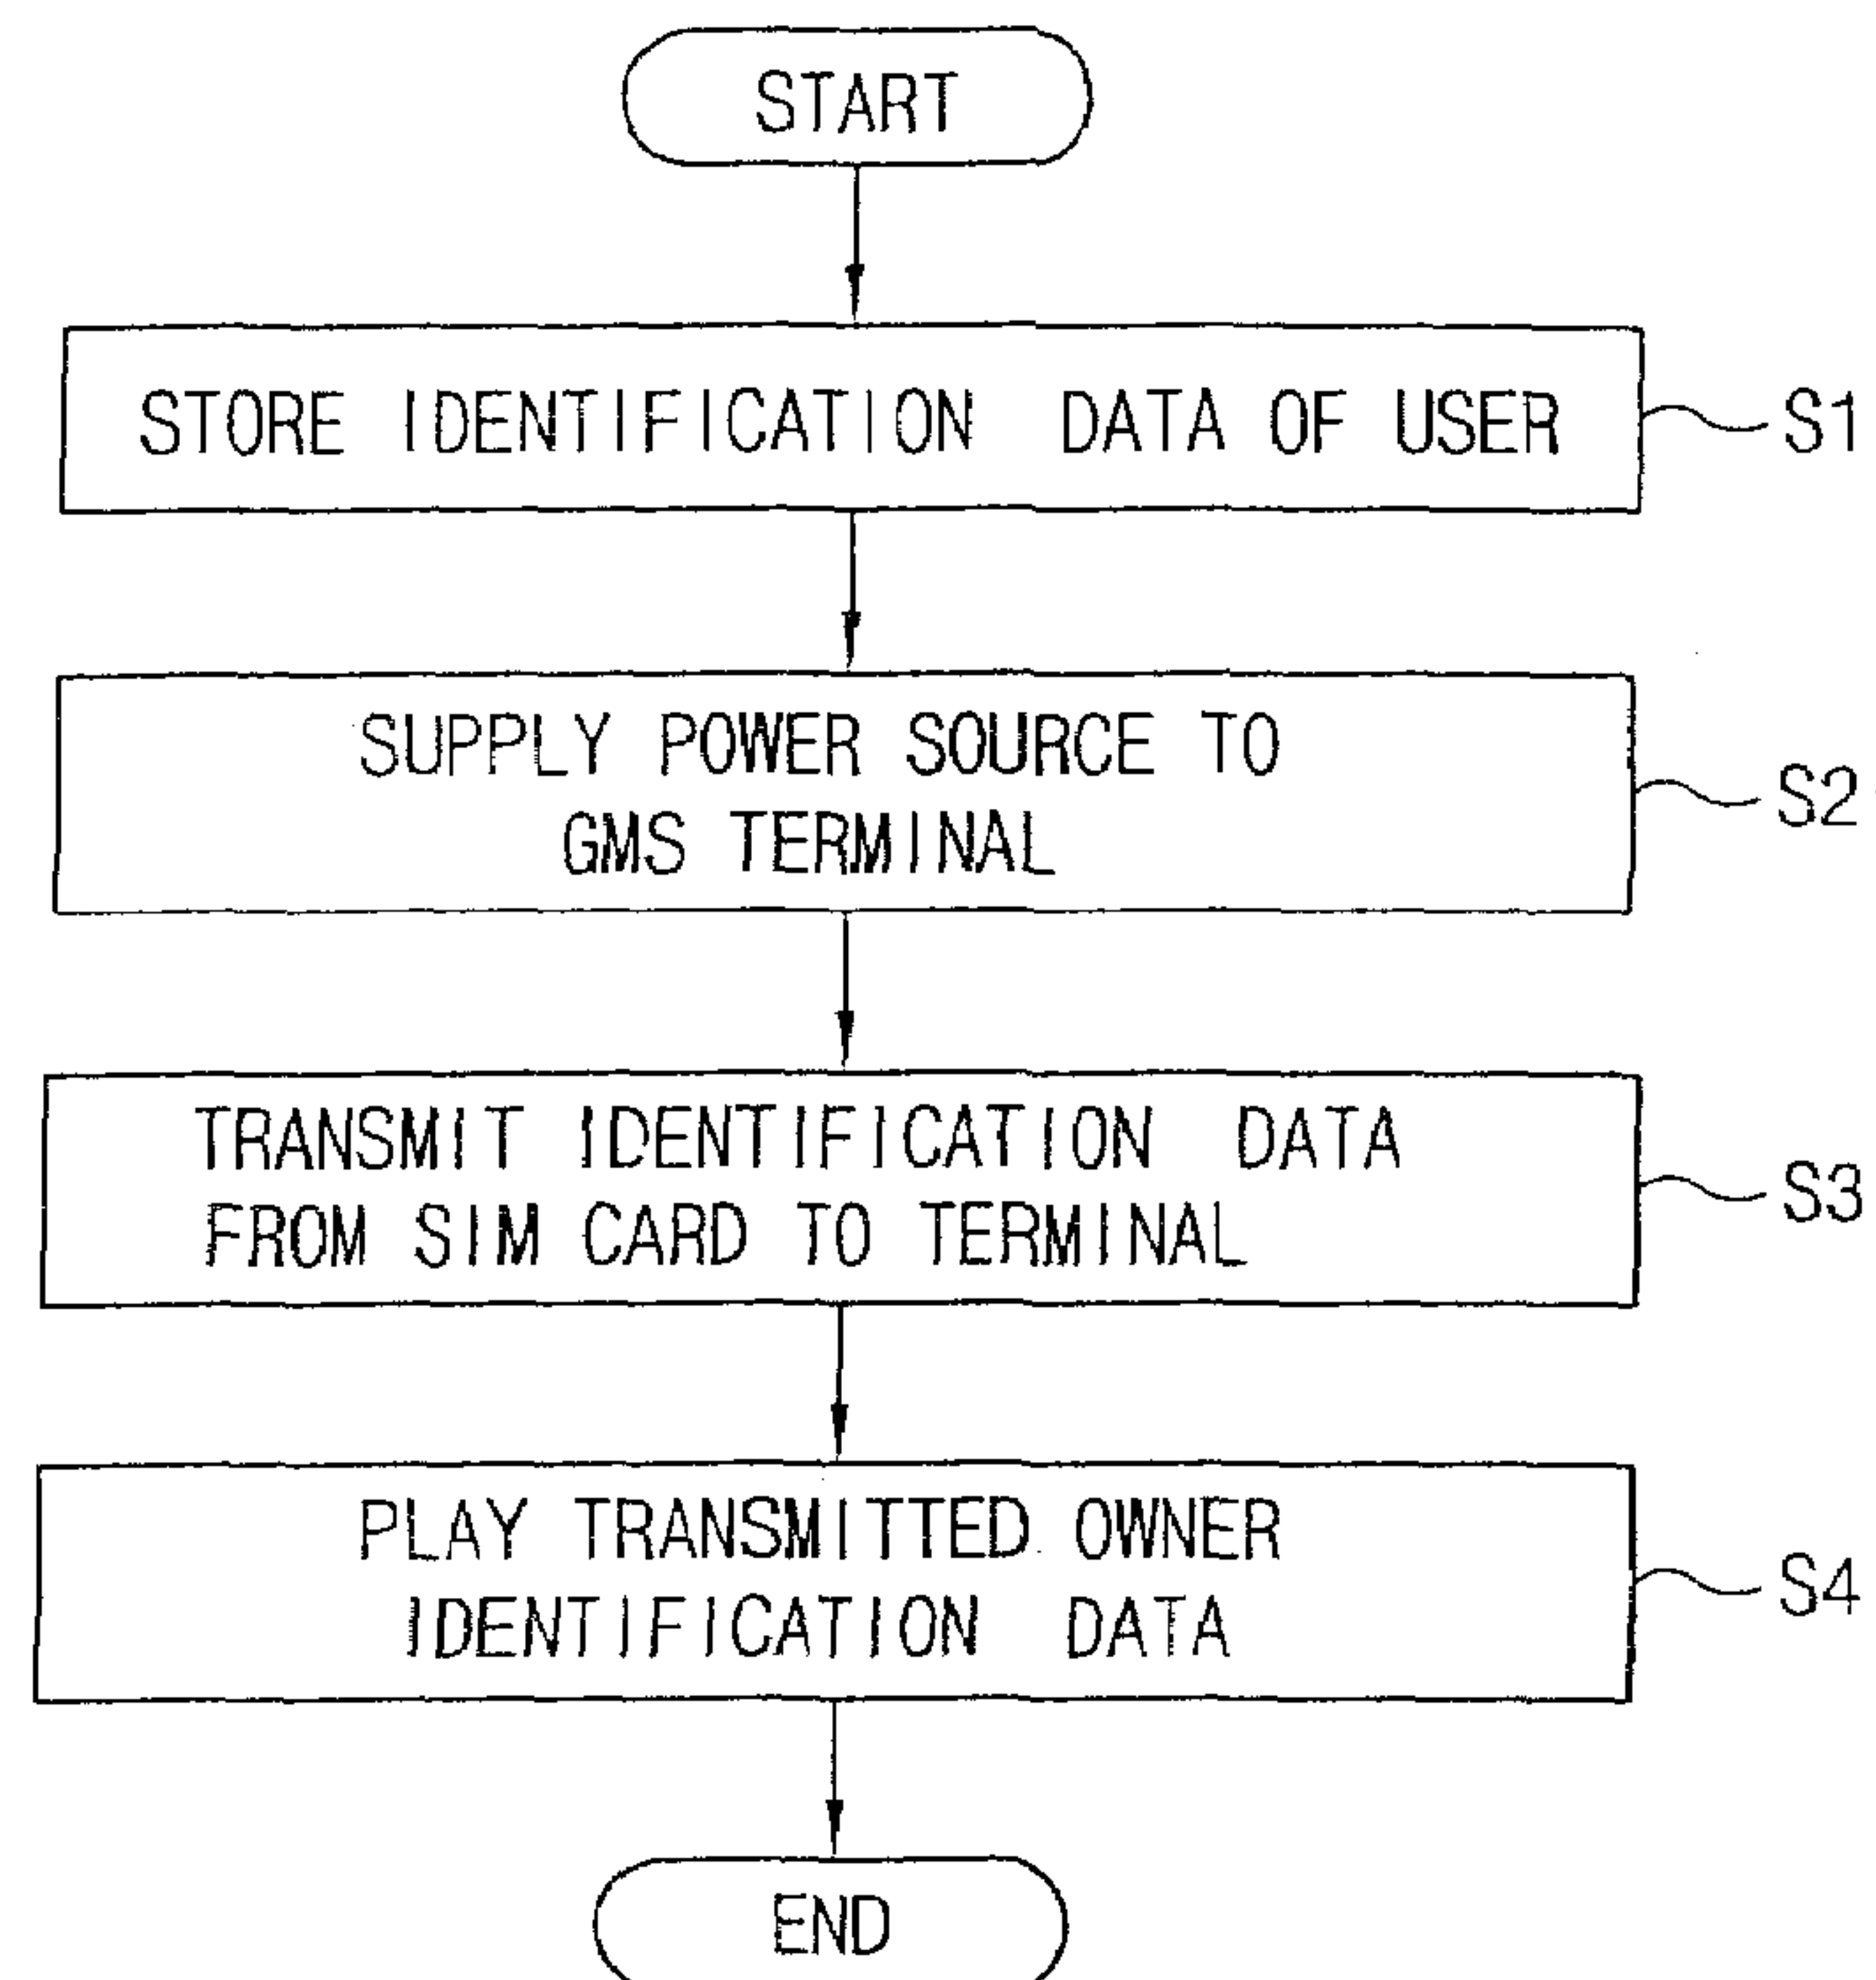 START
STORE IDENTIFICATION DATA OF USER
S1
SUPPLY POWER SOURCE TO
GMS TERMINAL
S2
TRANSMIT IDENTIFICATION DATA
FROM SIM CARD TO TERMINAL
S3
PLAY TRANSMITTED OWNER
IDENTIFICATION DATA
S4
END